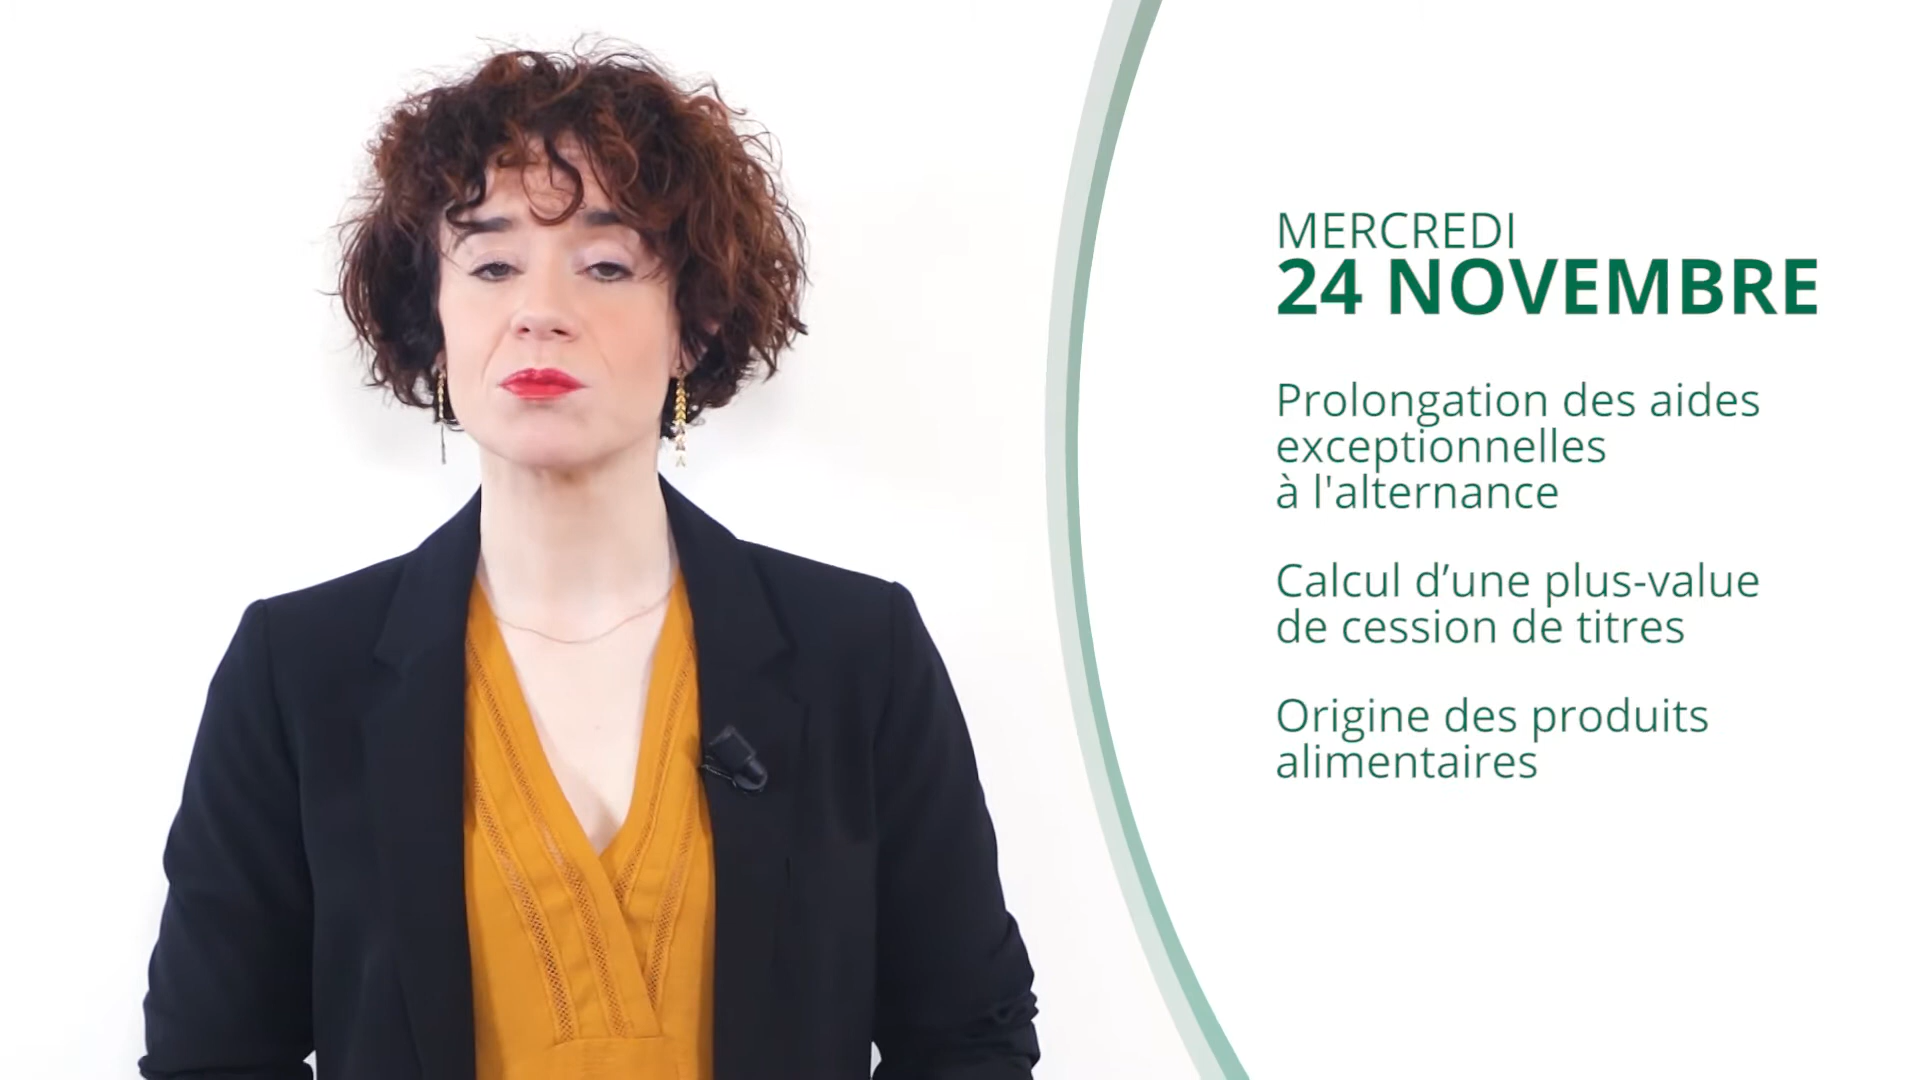 MERCREDI
24 NOVEMBRE
Prolongation des aides
exceptionnelles
à l'alternance
Calcul d’une plus-value
de cession de titres
Origine des produits
alimentaires